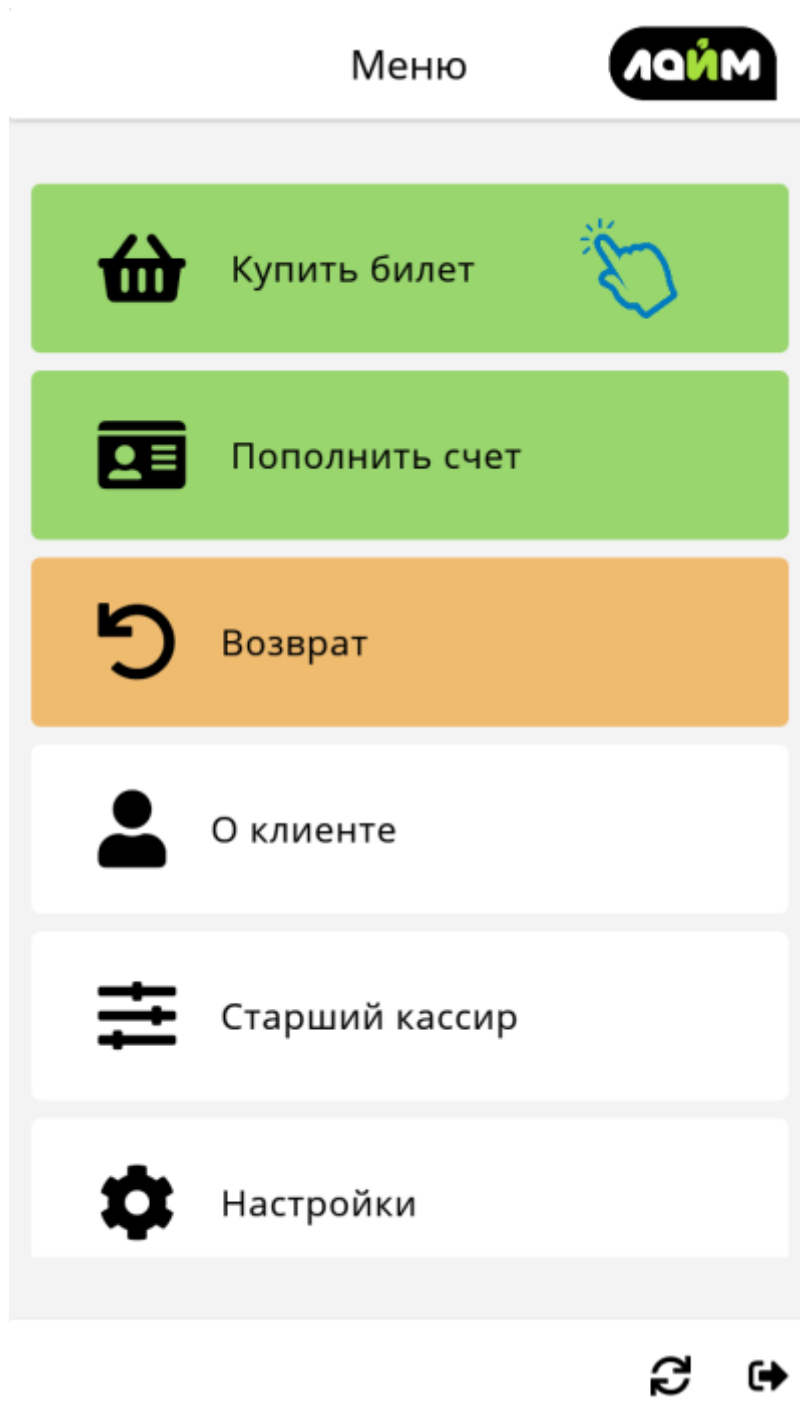 Меню
лайм
Купить билет
Пополнить счет
Возврат
О клиенте
Старший кассир
Настройки